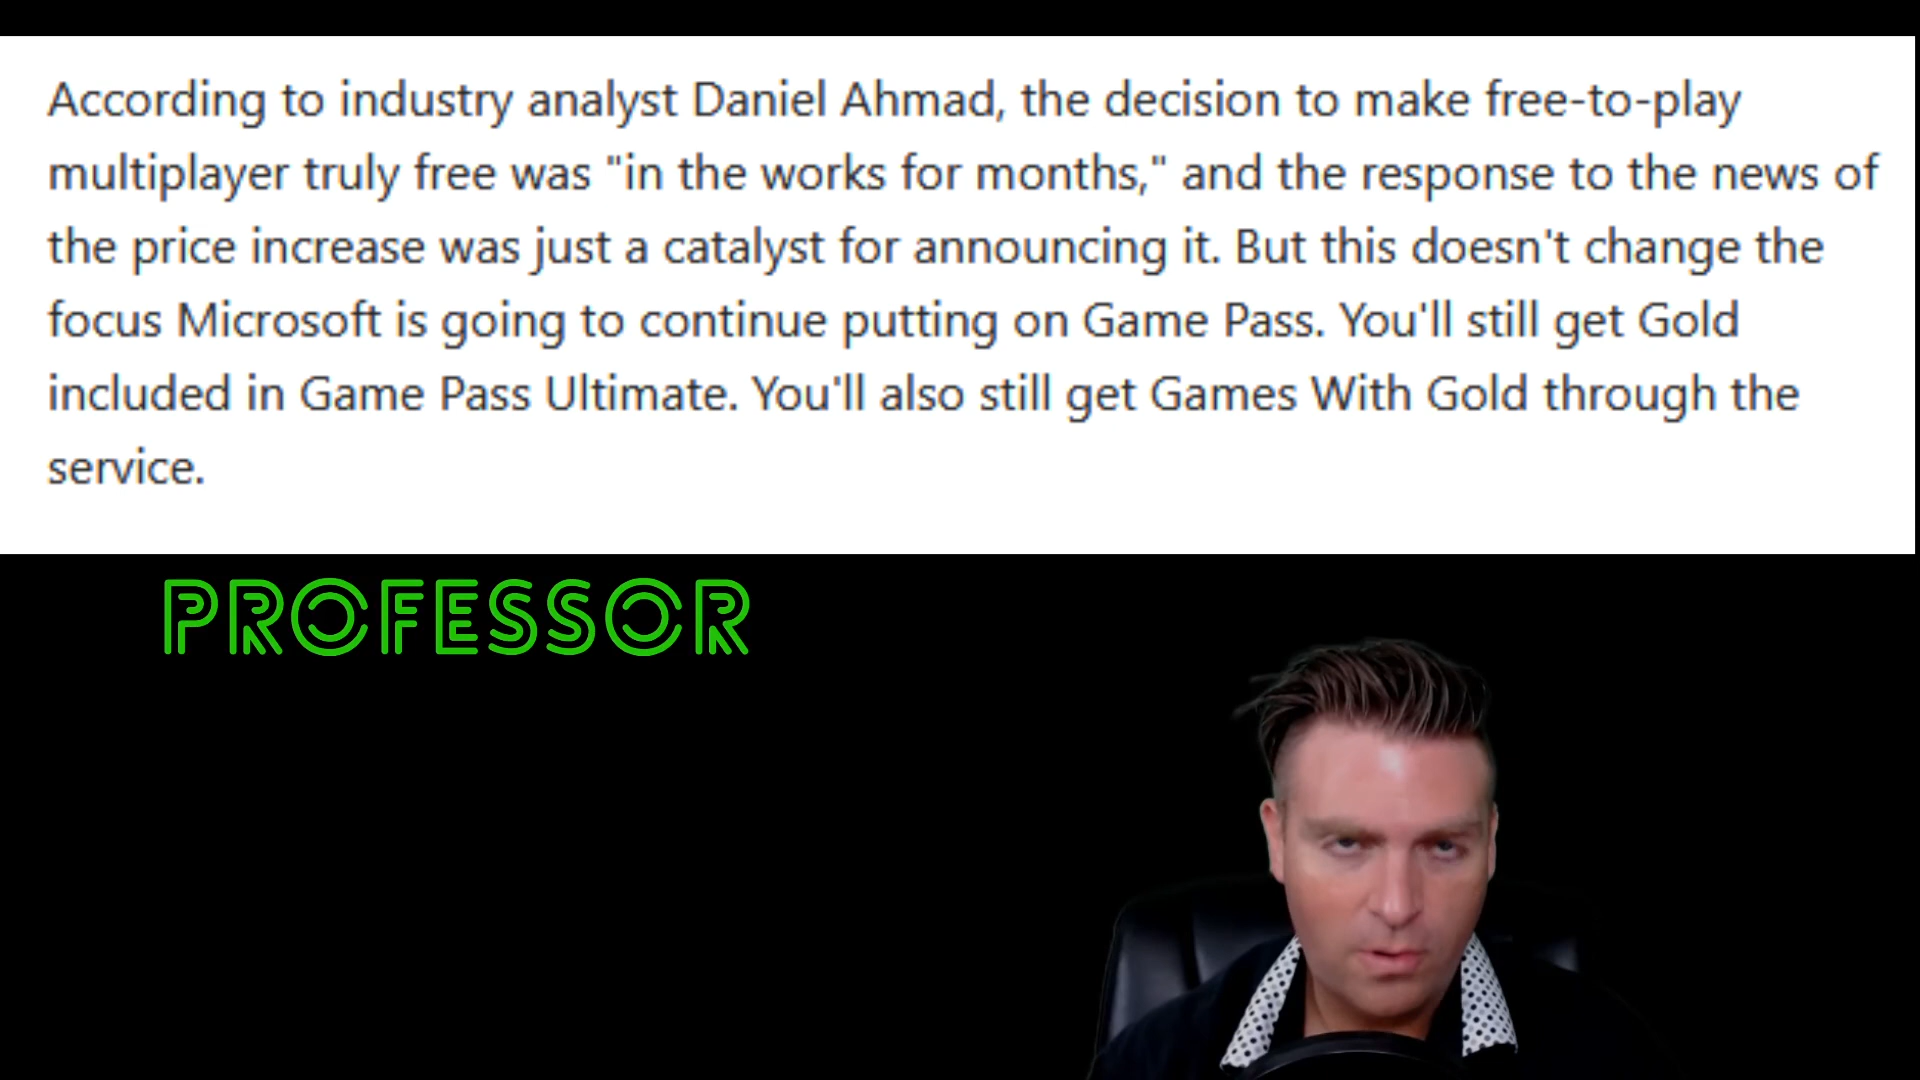 According to industry analyst Daniel Ahmad, the decision to make free-to-play
multiplayer truly free was "in the works for months," and the response to the news of
the price increase was just a catalyst for announcing it. But this doesn't change the
focus Microsoft is going to continue putting on Game Pass. You'll still get Gold
included in Game Pass Ultimate. You'll also still get Games With Gold through the
service.
PROFESSOR